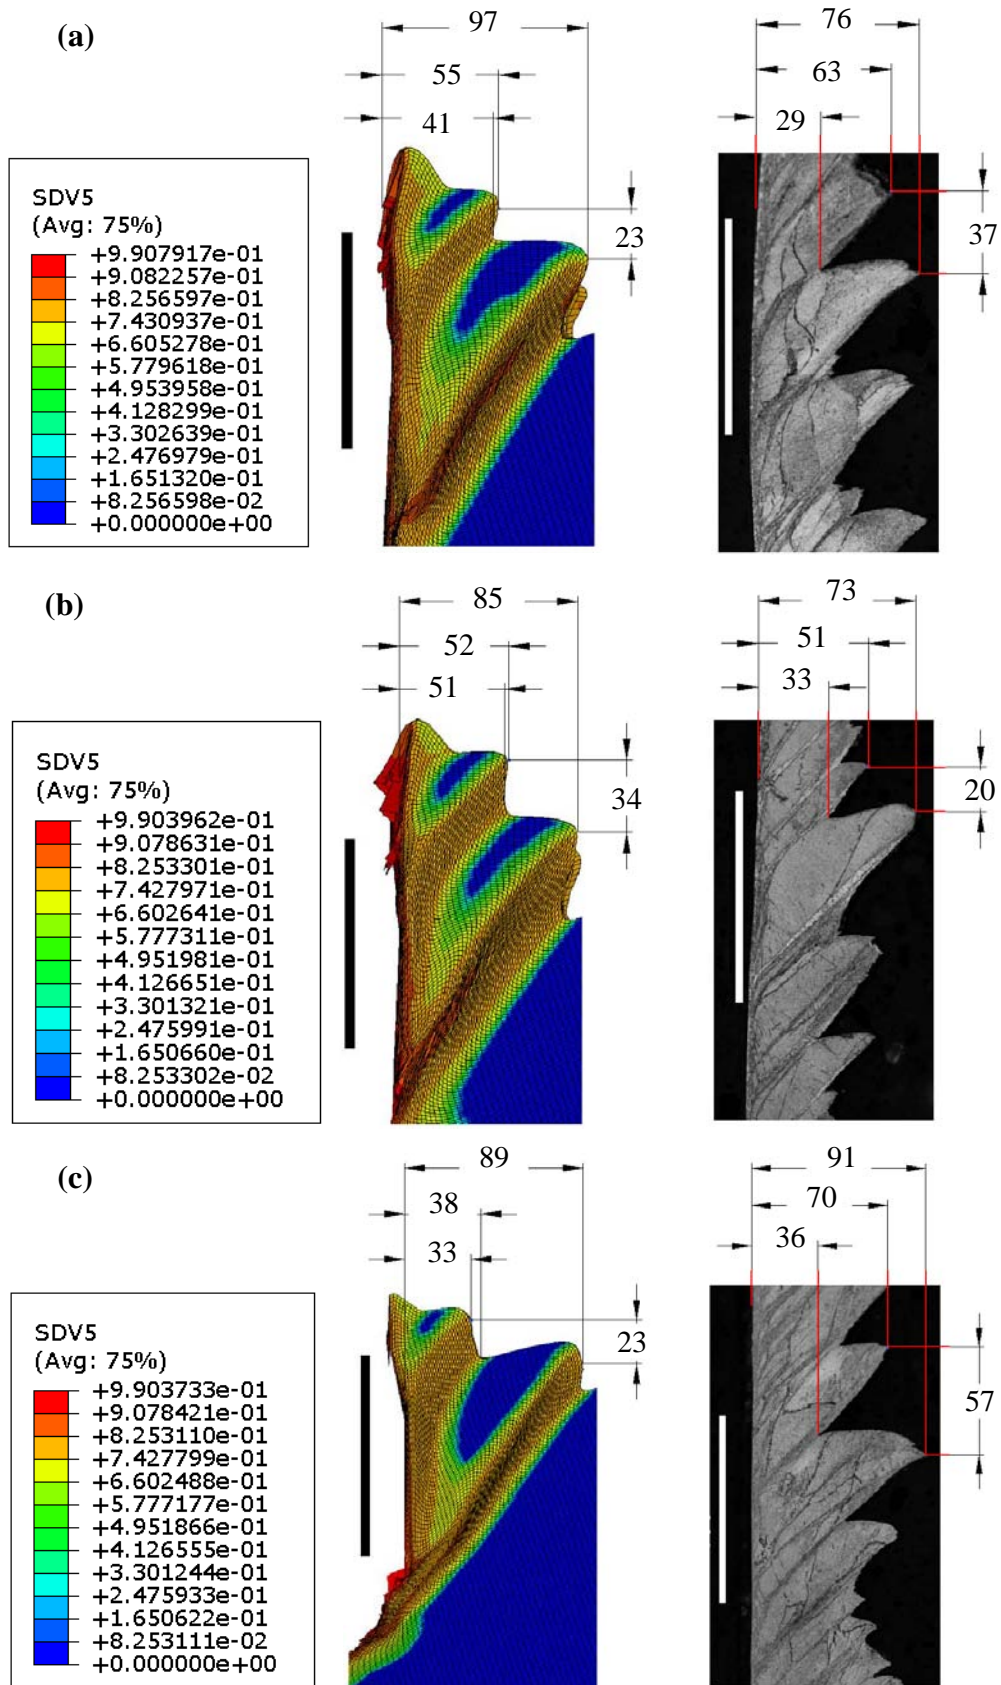 (a)
97
55
41
23
76
63
29
37
SDV5
(Avg: 75%)
+9.907917e-01
+9.082257e-01
+8.256597e-01
+7.430937e-01
+6.605278e-01
+5.779618e-01
+4.953958e-01
+4.128299e-01
+3.302639e-01
+2.476979e-01
+1.651320e-01
+8.256598e-02
+0.000000e+00
(b)
85
52
51
34
73
51
33
20
SDV5
(Avg: 75%)
+9.903962e-01
+9.078631e-01
+8.253301e-01
+7.427971e-01
+6.602641e-01
+5.777311e-01
+4.951981e-01
+4.126651e-01
+3.301321e-01
+2.475991e-01
+1.650660e-01
+8.253302e-02
+0.000000e+00
(c)
89
38
33
23
91
70
36
57
SDV5
(Avg: 75%)
+9.903733e-01
+9.078421e-01
+8.253110e-01
+7.427799e-01
+6.602488e-01
+5.777177e-01
+4.951866e-01
+4.126555e-01
+3.301244e-01
+2.475933e-01
+1.650622e-01
+8.253111e-02
+0.000000e+00